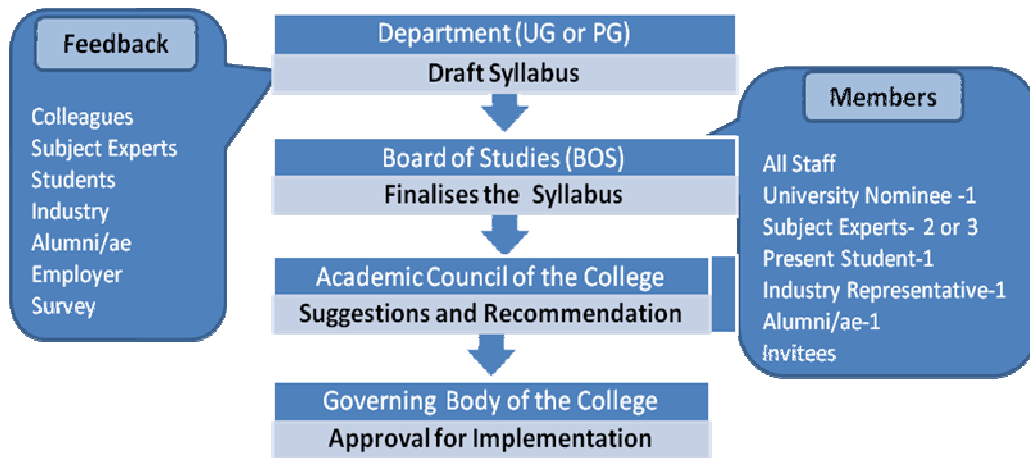 Feedback
Colleagues
Subject Experts
Students
Industry
Alumni/ae
Employer
Survey
Department (UG or PG)
Draft Syllabus
Board of Studies (BOS)
Finalises the Syllabus
Academic Council of the College
Suggestions and Recommendation
Governing Body of the College
Approval for Implementation
Members
All Staff
University Nominee -1
Subject Experts- 2 or 3
Present Student-1
Industry Representative-1
Alumni/ae-1
Invitees